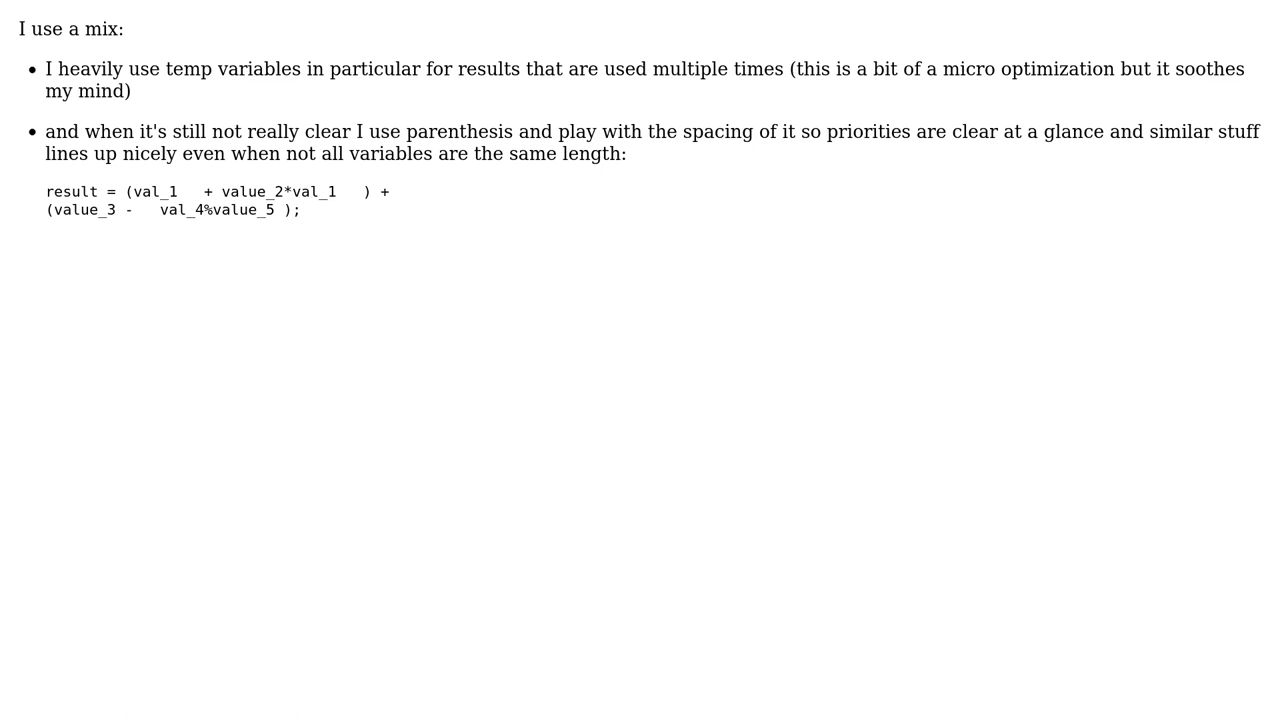 I use a mix:
I heavily use temp variables in particular for results that are used multiple times (this is a bit of a micro optimization but it soothes
my mind)
and when it's still not really clear I use parenthesis and play with the spacing of it so priorities are clear at a glance and similar stuff
lines up nicely even when not all variables are the same length:
result = (val_1   + value_2*val_1   ) +
(value_3 -   val_4%value_5 );